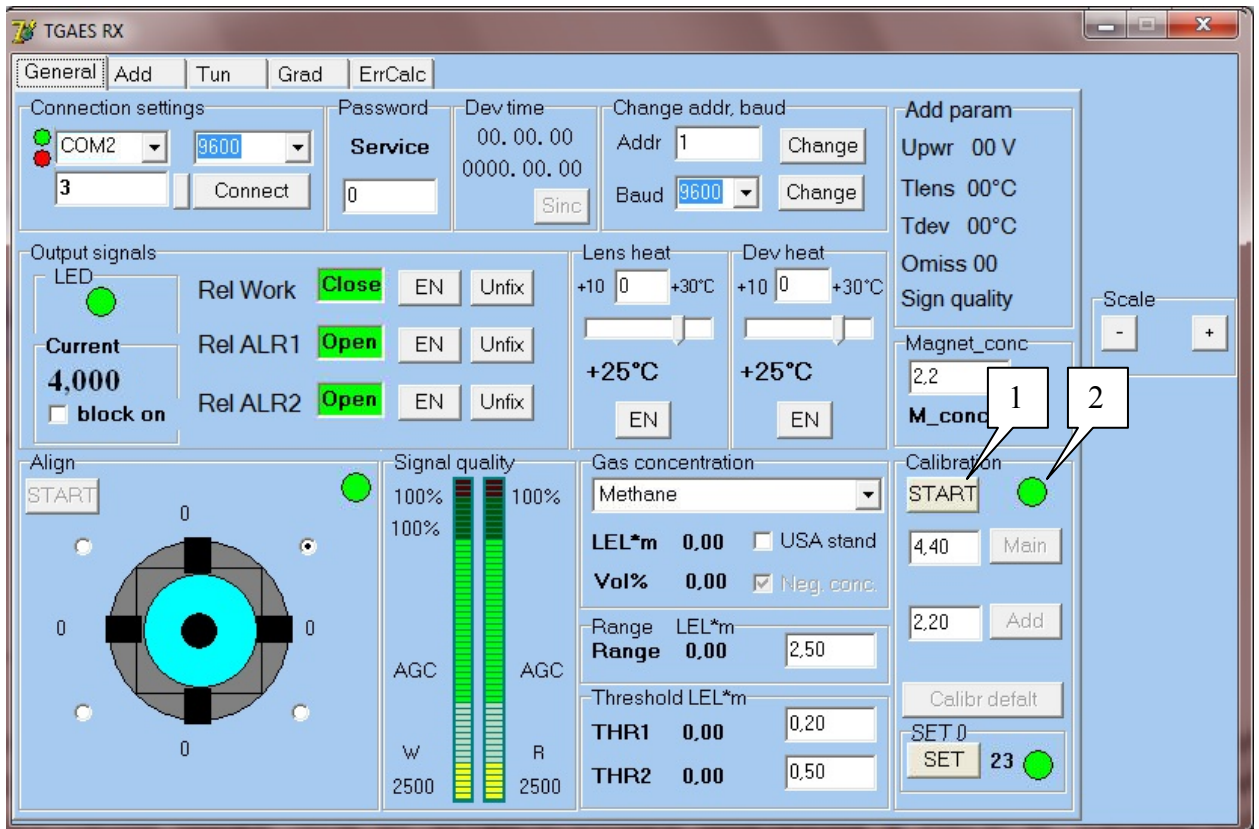 TGAES RX
General Add Tun Grad ErrCalc
Connection settings
COM2 9600
3 Connect
Password
Service
0
Dev time
00. 00. 00
0000. 00. 00
Sinc
Change addr, baud
Addr 1 Change
Baud 9600 Change
Add param
Upwr 00 V
Tlens 00°C
Tdev 00°C
Omiss 00
Sign quality
Output signals
LED
Current
4,000
block on
Rel Work Close EN Unfix
Rel ALR1 Open EN Unfix
Rel ALR2 Open EN Unfix
Lens heat
+10 0 +30°C
+25°C
EN
Dev heat
+10 0 +30°C
+25°C
EN
Magnet_conc
2,2
M_conc
Scale
- +
1 2
Align
START
0
0 0
0
Signal quality
100% 100%
100%
AGC AGC
W R
2500 2500
Gas concentration
Methane
LEL*m 0,00 USA stand
Vol% 0,00 Neg. conc.
Range LEL*m
Range 0,00 2,50
Threshold LEL*m
THR1 0,00 0,20
THR2 0,00 0,50
Calibration
START
4,40 Main
2,20 Add
Calibr defalt
SET 0
SET 23